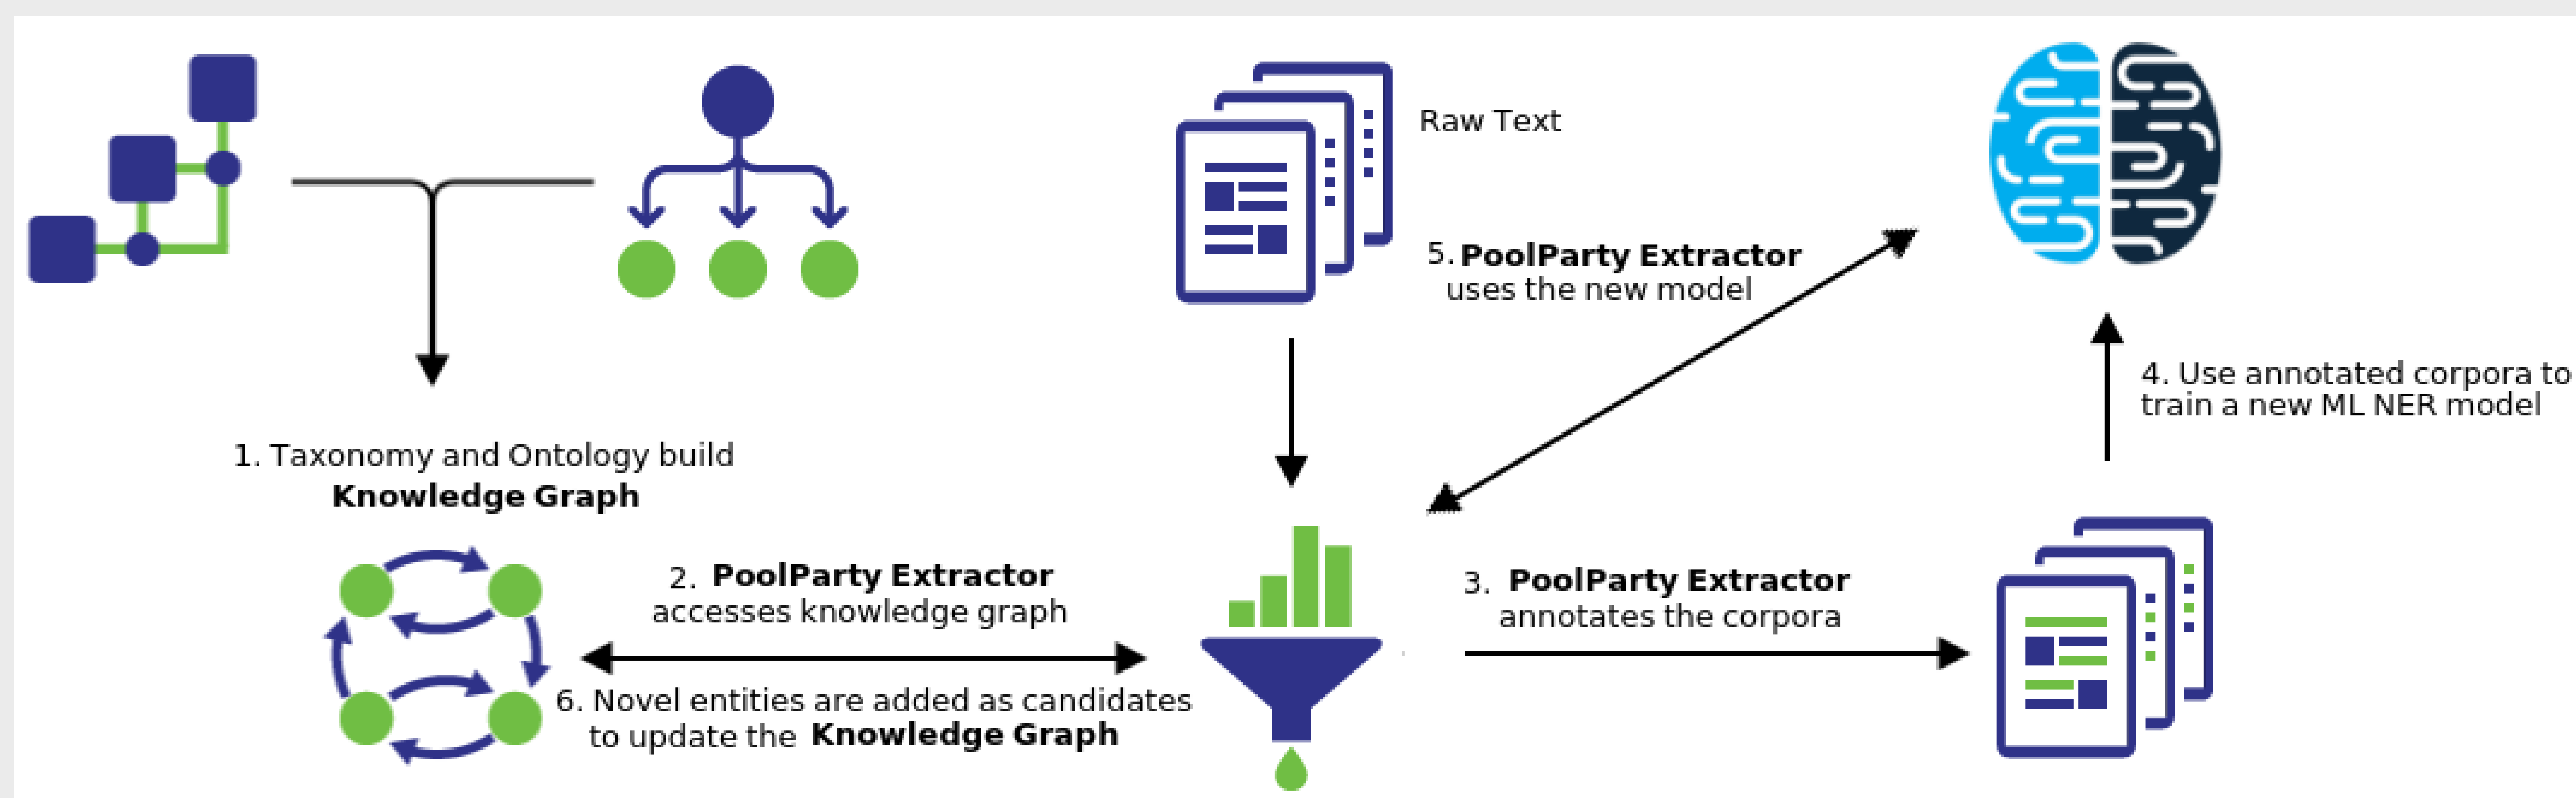 Raw Text
5. PoolParty Extractor
uses the new model
4. Use annotated corpora to
train a new ML NER model
1. Taxonomy and Ontology build
Knowledge Graph
2. PoolParty Extractor
accesses knowledge graph
3. PoolParty Extractor
annotates the corpora
6. Novel entities are added as candidates
to update the Knowledge Graph